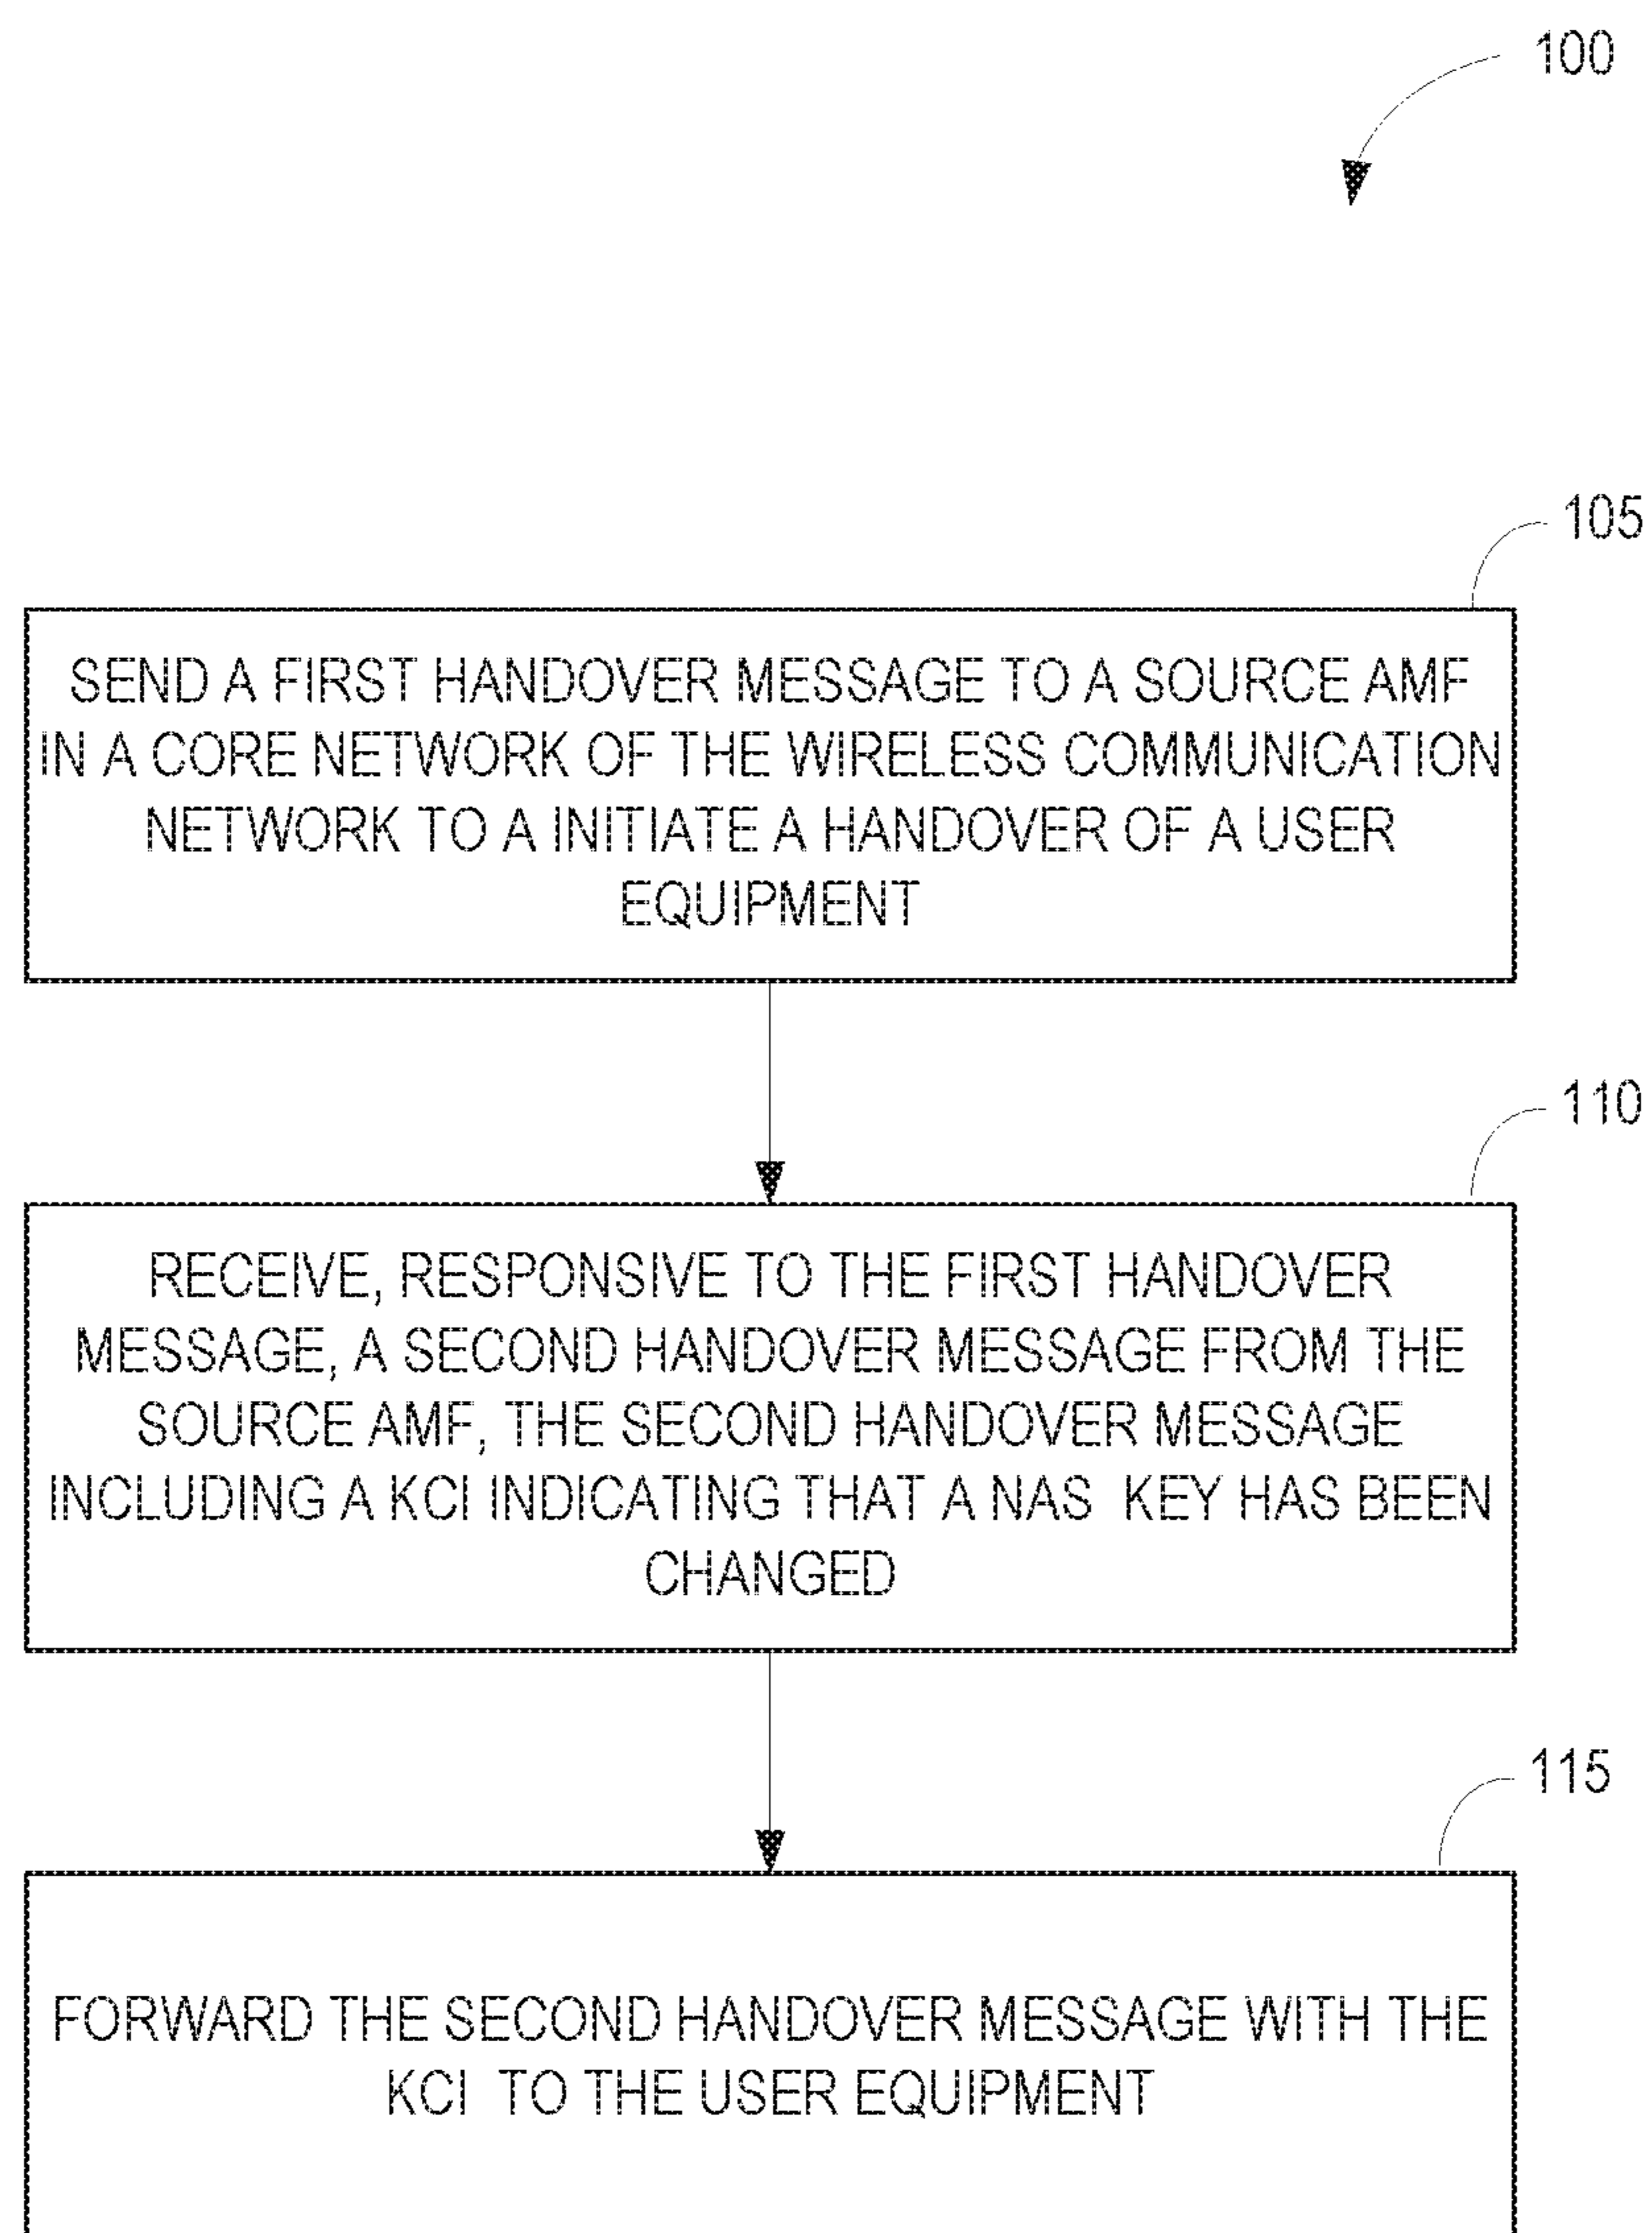 100
105
SEND A FIRST HANDOVER MESSAGE TO A SOURCE AMF
IN A CORE NETWORK OF THE WIRELESS COMMUNICATION
NETWORK TO A INITIATE A HANDOVER OF A USER
EQUIPMENT
110
RECEIVE, RESPONSIVE TO THE FIRST HANDOVER
MESSAGE, A SECOND HANDOVER MESSAGE FROM THE
SOURCE AMF, THE SECOND HANDOVER MESSAGE
INCLUDING A KCI INDICATING THAT A NAS KEY HAS BEEN
CHANGED
115
FORWARD THE SECOND HANDOVER MESSAGE WITH THE
KCI TO THE USER EQUIPMENT